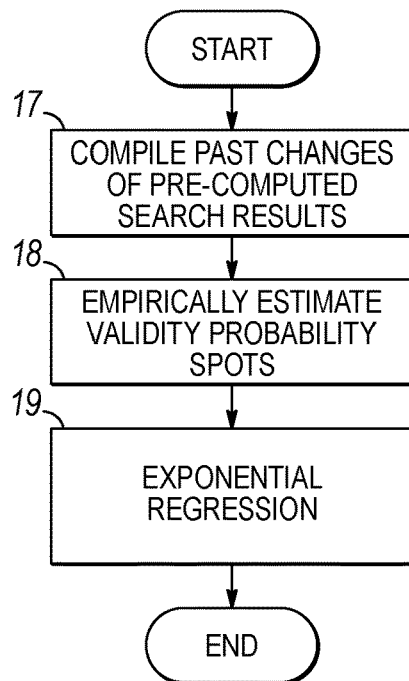 START
17
COMPILE PAST CHANGES
OF PRE-COMPUTED
SEARCH RESULTS
18
EMPIRICALLY ESTIMATE
VALIDITY PROBABILITY
SPOTS
19
EXPONENTIAL
REGRESSION
END